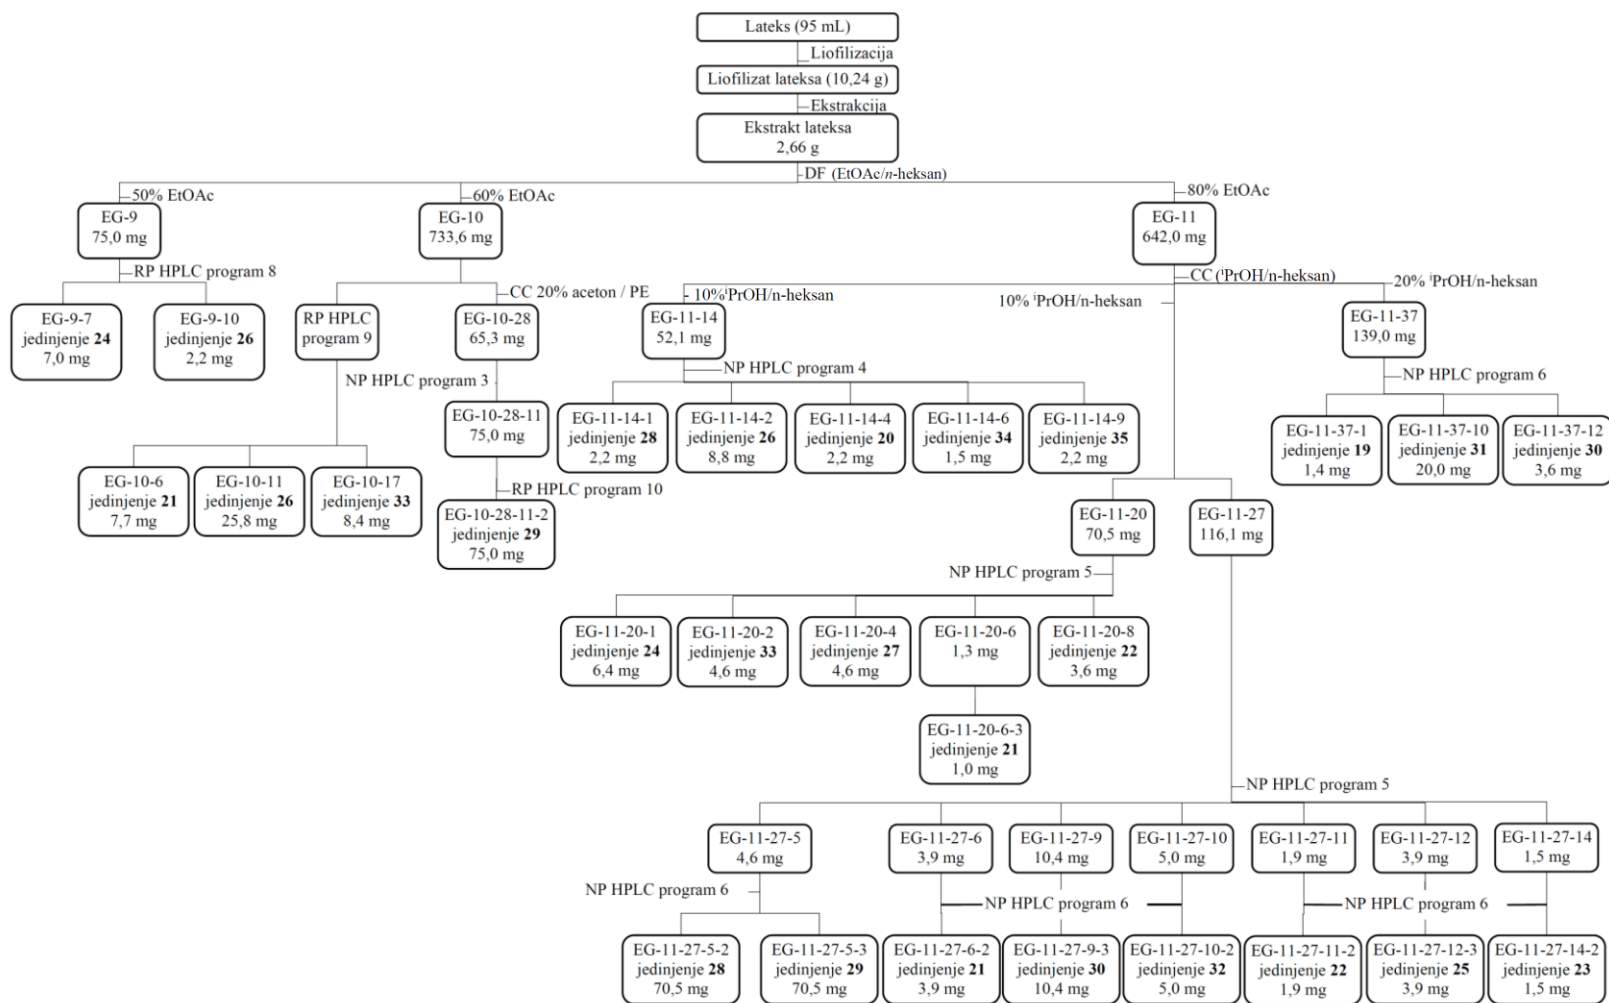 Lateks (95 mL)
Liofilizacija
Liofilizat lateksa (10,24 g)
Ekstrakcija
Ekstrakt lateksa
2,66 g
DF (EtOAc/n-heksan)
50% EtOAc
60% EtOAc
80% EtOAc
EG-9
75,0 mg
EG-10
733,6 mg
EG-11
642,0 mg
RP HPLC program 8
CC 20% aceton / PE
CC (ⁱPrOH/n-heksan)
10%ⁱPrOH/n-heksan
10% ⁱPrOH/n-heksan
20% ⁱPrOH/n-heksan
EG-9-7
jedinjenje 24
7,0 mg
EG-9-10
jedinjenje 26
2,2 mg
RP HPLC
program 9
EG-10-28
65,3 mg
EG-11-14
52,1 mg
EG-11-37
139,0 mg
NP HPLC program 3
NP HPLC program 4
NP HPLC program 6
EG-10-28-11
75,0 mg
EG-11-14-1
jedinjenje 28
2,2 mg
EG-11-14-2
jedinjenje 26
8,8 mg
EG-11-14-4
jedinjenje 20
2,2 mg
EG-11-14-6
jedinjenje 34
1,5 mg
EG-11-14-9
jedinjenje 35
2,2 mg
EG-11-37-1
jedinjenje 19
1,4 mg
EG-11-37-10
jedinjenje 31
20,0 mg
EG-11-37-12
jedinjenje 30
3,6 mg
EG-10-6
jedinjenje 21
7,7 mg
EG-10-11
jedinjenje 26
25,8 mg
EG-10-17
jedinjenje 33
8,4 mg
RP HPLC program 10
EG-10-28-11-2
jedinjenje 29
75,0 mg
EG-11-20
70,5 mg
EG-11-27
116,1 mg
NP HPLC program 5
EG-11-20-1
jedinjenje 24
6,4 mg
EG-11-20-2
jedinjenje 33
4,6 mg
EG-11-20-4
jedinjenje 27
4,6 mg
EG-11-20-6
1,3 mg
EG-11-20-8
jedinjenje 22
3,6 mg
EG-11-20-6-3
jedinjenje 21
1,0 mg
NP HPLC program 5
EG-11-27-5
4,6 mg
EG-11-27-6
3,9 mg
EG-11-27-9
10,4 mg
EG-11-27-10
5,0 mg
EG-11-27-11
1,9 mg
EG-11-27-12
3,9 mg
EG-11-27-14
1,5 mg
NP HPLC program 6
NP HPLC program 6
NP HPLC program 6
EG-11-27-5-2
jedinjenje 28
70,5 mg
EG-11-27-5-3
jedinjenje 29
70,5 mg
EG-11-27-6-2
jedinjenje 21
3,9 mg
EG-11-27-9-3
jedinjenje 30
10,4 mg
EG-11-27-10-2
jedinjenje 32
5,0 mg
EG-11-27-11-2
jedinjenje 22
1,9 mg
EG-11-27-12-3
jedinjenje 25
3,9 mg
EG-11-27-14-2
jedinjenje 23
1,5 mg